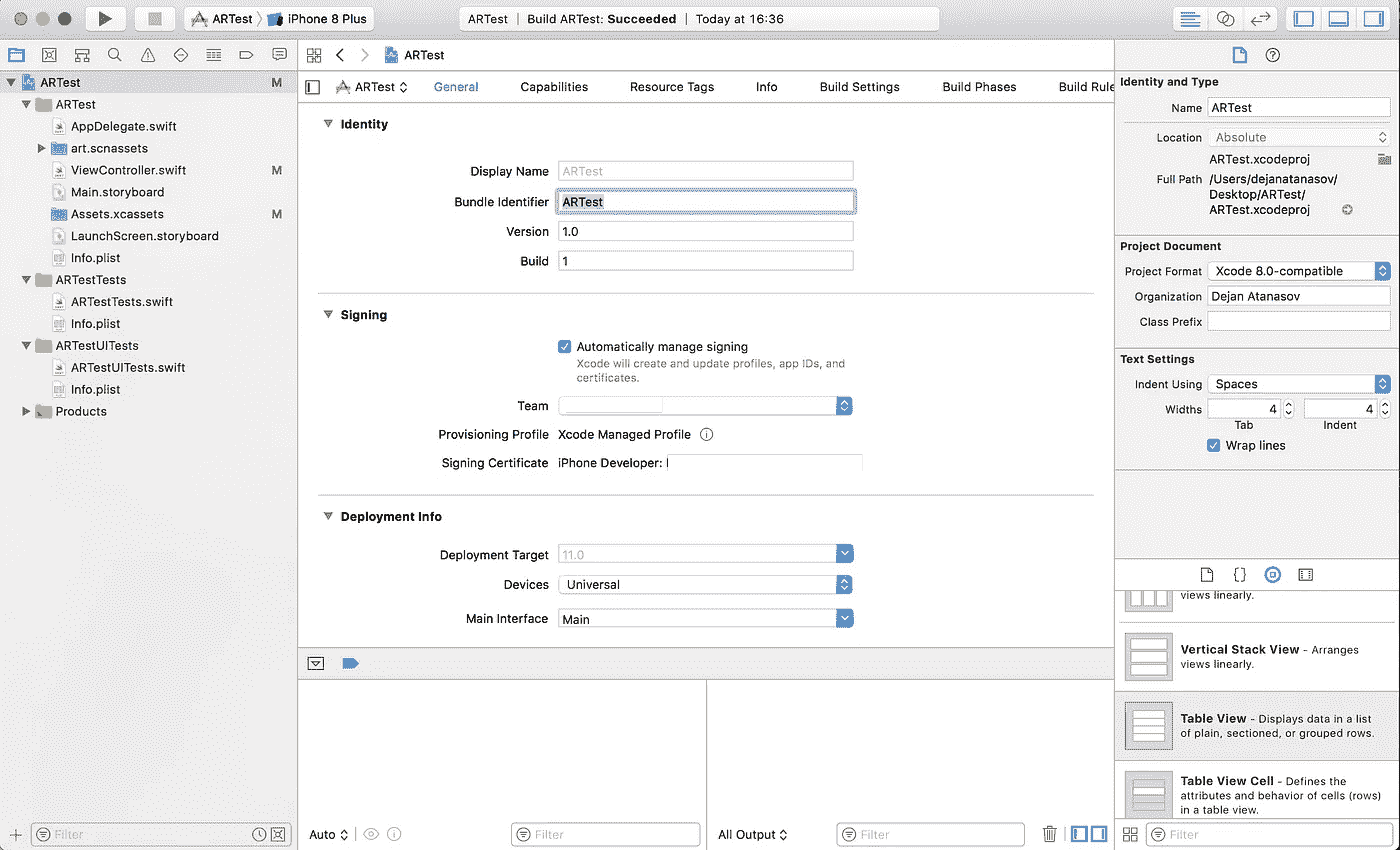 ARTest
iPhone 8 Plus
ARTest | Build ARTest: Succeeded | Today at 16:36
ARTest M
ARTest
AppDelegate.swift
art.scnassets
ViewController.swift M
Main.storyboard
Assets.xcassets M
LaunchScreen.storyboard
Info.plist
ARTestTests
ARTestTests.swift
Info.plist
ARTestUITests
ARTestUITests.swift
Info.plist
Products
Filter
ARTest
ARTest General Capabilities Resource Tags Info Build Settings Build Phases Build Rule
Identity
Display Name ARTest
Bundle Identifier ARTest
Version 1.0
Build 1
Signing
Automatically manage signing
Xcode will create and update profiles, app IDs, and
certificates.
Team
Provisioning Profile Xcode Managed Profile
Signing Certificate iPhone Developer:
Deployment Info
Deployment Target 11.0
Devices Universal
Main Interface Main
Auto
Filter
All Output
Filter
Identity and Type
Name ARTest
Location Absolute
ARTest.xcodeproj
Full Path /Users/dejanatanasov/
Desktop/ARTest/
ARTest.xcodeproj
Project Document
Project Format Xcode 8.0-compatible
Organization Dejan Atanasov
Class Prefix
Text Settings
Indent Using Spaces
Widths 4 4
Tab Indent
Wrap lines
{}
views linearly.
Vertical Stack View - Arranges
views linearly.
Table View - Displays data in a list
of plain, sectioned, or grouped rows.
Table View Cell - Defines the
attributes and behavior of cells (rows)
in a table view.
Filter